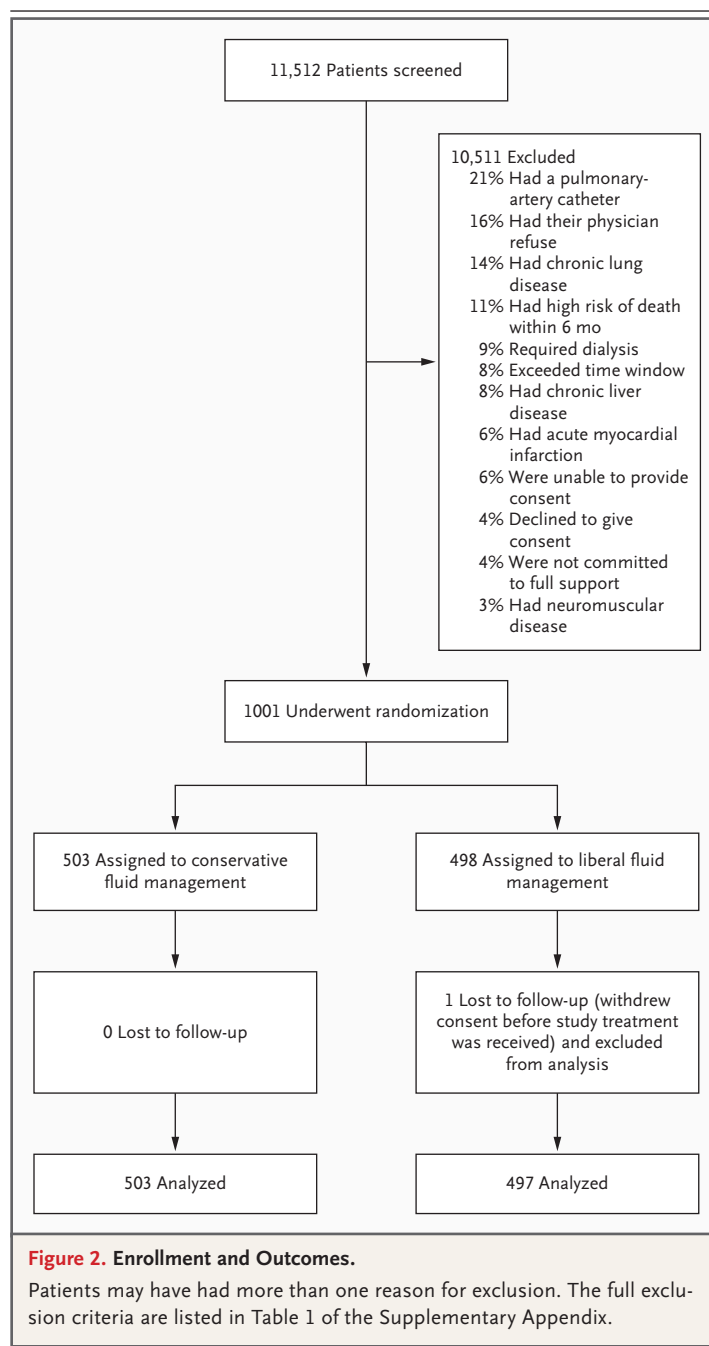 11,512 Patients screened
10,511 Excluded
21% Had a pulmonary-
artery catheter
16% Had their physician
refuse
14% Had chronic lung
disease
11% Had high risk of death
within 6 mo
9% Required dialysis
8% Exceeded time window
8% Had chronic liver
disease
6% Had acute myocardial
infarction
6% Were unable to provide
consent
4% Declined to give
consent
4% Were not committed
to full support
3% Had neuromuscular
disease
1001 Underwent randomization
503 Assigned to conservative
fluid management
498 Assigned to liberal fluid
management
0 Lost to follow-up
1 Lost to follow-up (withdrew
consent before study treatment
was received) and excluded
from analysis
503 Analyzed
497 Analyzed
Figure 2. Enrollment and Outcomes.
Patients may have had more than one reason for exclusion. The full exclu-
sion criteria are listed in Table 1 of the Supplementary Appendix.